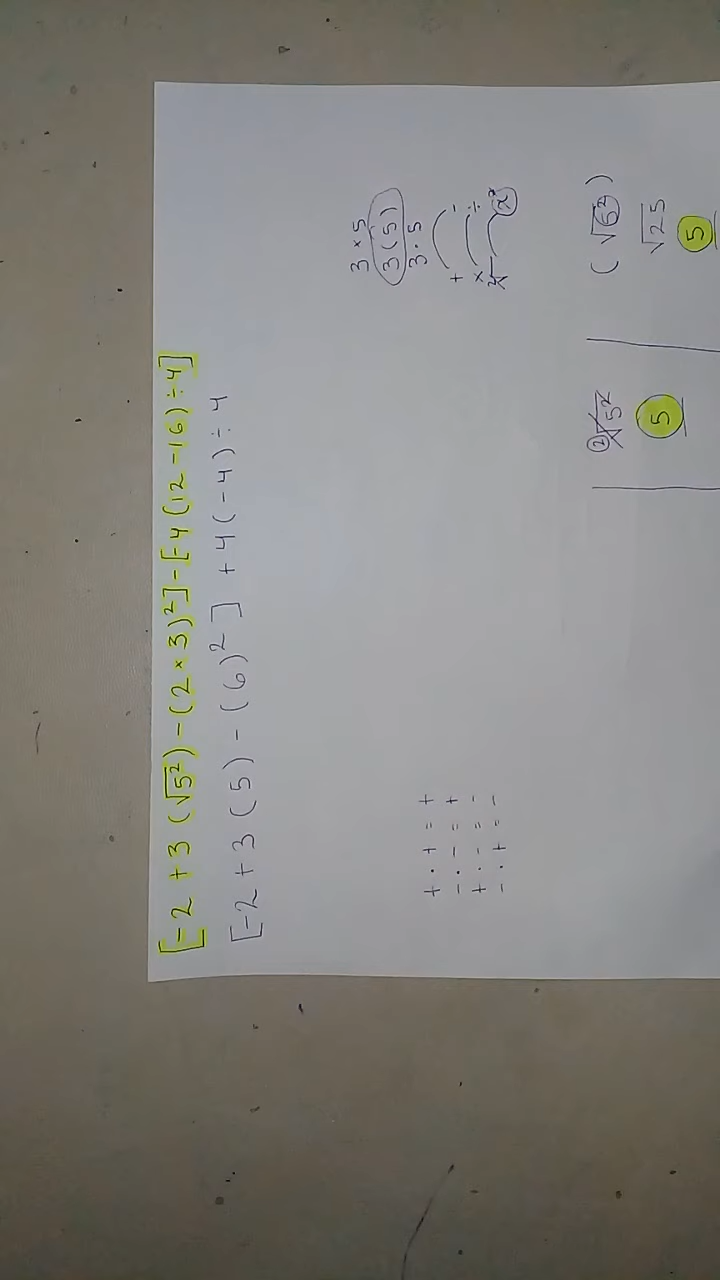 [-2 + 3 (√5²) - (2 × 3)²] - [-4 (12 - 16) ÷ 4]
[-2 + 3 (5) - (6)² ] + 4 (-4) ÷ 4
3 × 5
3 (5)
3 · 5
+ -
× ÷
+ · + = +
- · - = +
+ · - = -
- · + = -
²√5²
5
(√5²)
√25
5